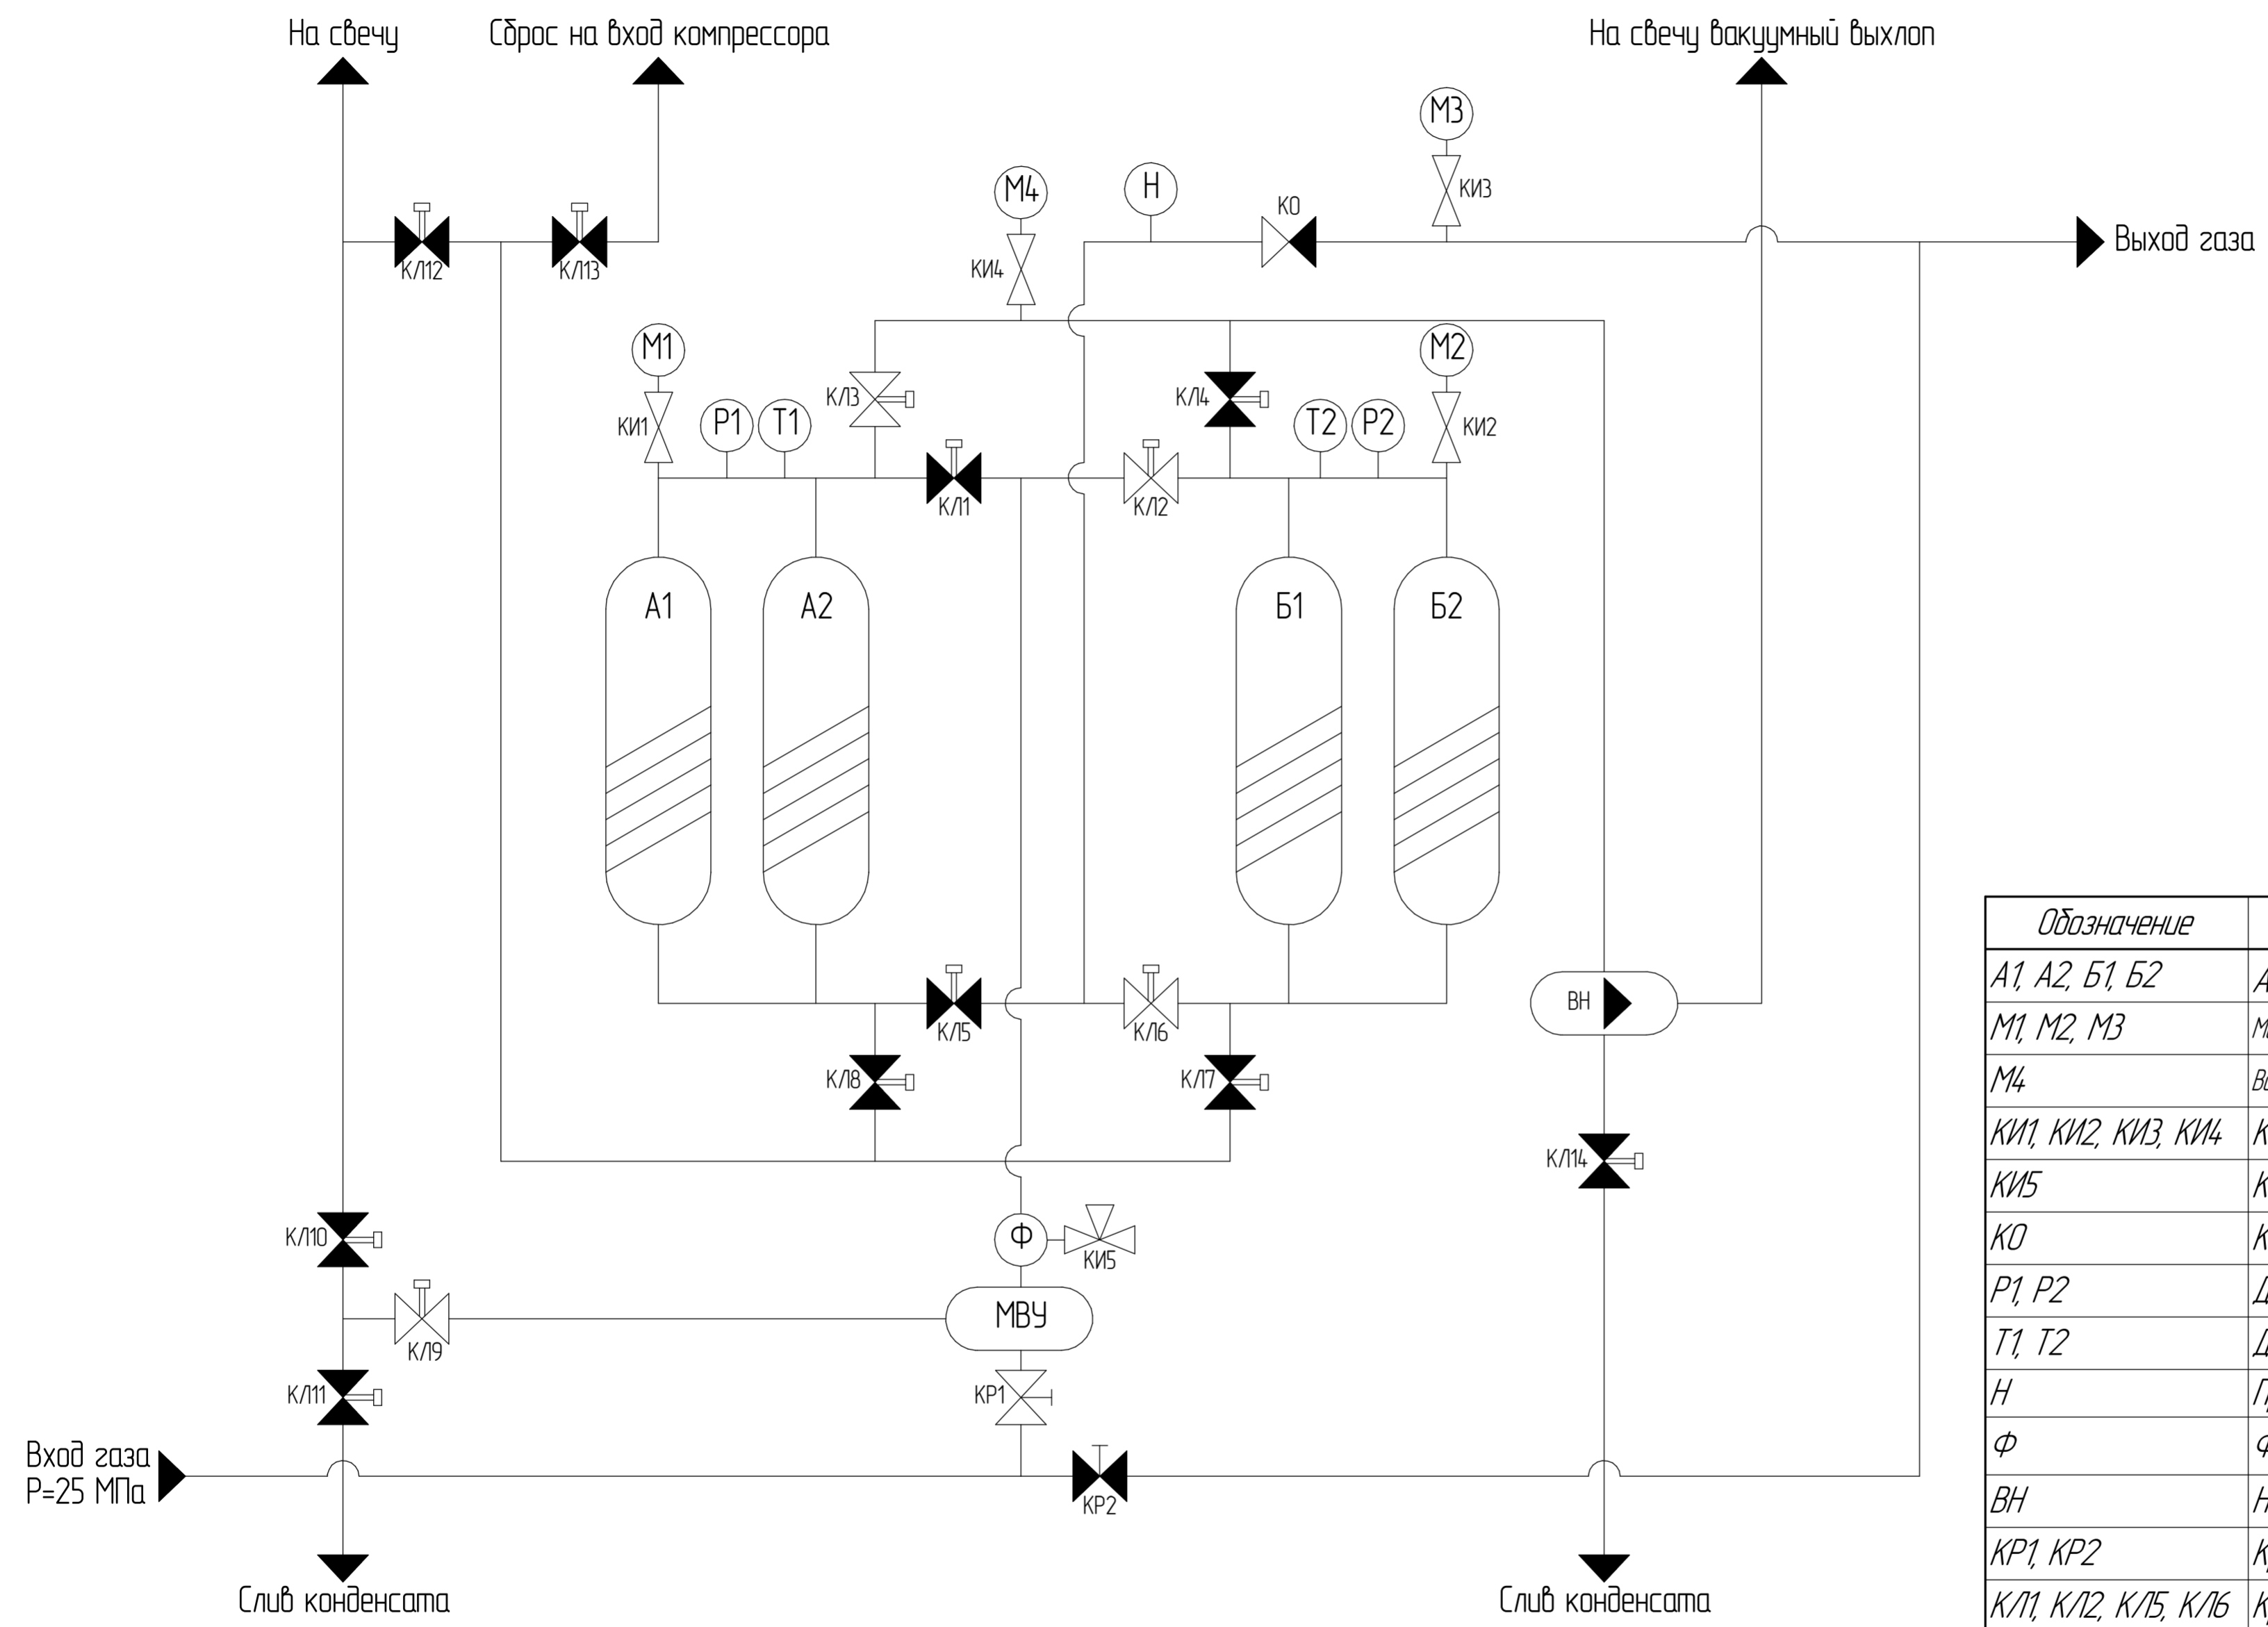 На свечу
Сброс на вход компрессора
На свечу вакуумный выхлоп
М3
КИ3
М4
Н
КО
КИ4
КЛ12
КЛ13
Выход газа
М1
М2
КЛ3
КЛ4
КИ1
Р1
Т1
Т2
Р2
КИ2
КЛ1
КЛ2
А1
А2
Б1
Б2
ВН
КЛ5
КЛ6
КЛ8
КЛ7
КЛ14
КЛ10
Ф
КИ5
МВУ
КЛ9
КЛ11
КР1
КР2
Вход газа
Р=25 МПа
Слив конденсата
Слив конденсата
Обозначение
А1, А2, Б1, Б2
М1, М2, М3
М4
КИ1, КИ2, КИ3, КИ4
КИ5
КО
Р1, Р2
Т1, Т2
Н
Ф
ВН
КР1, КР2
КЛ1, КЛ2, КЛ5, КЛ6